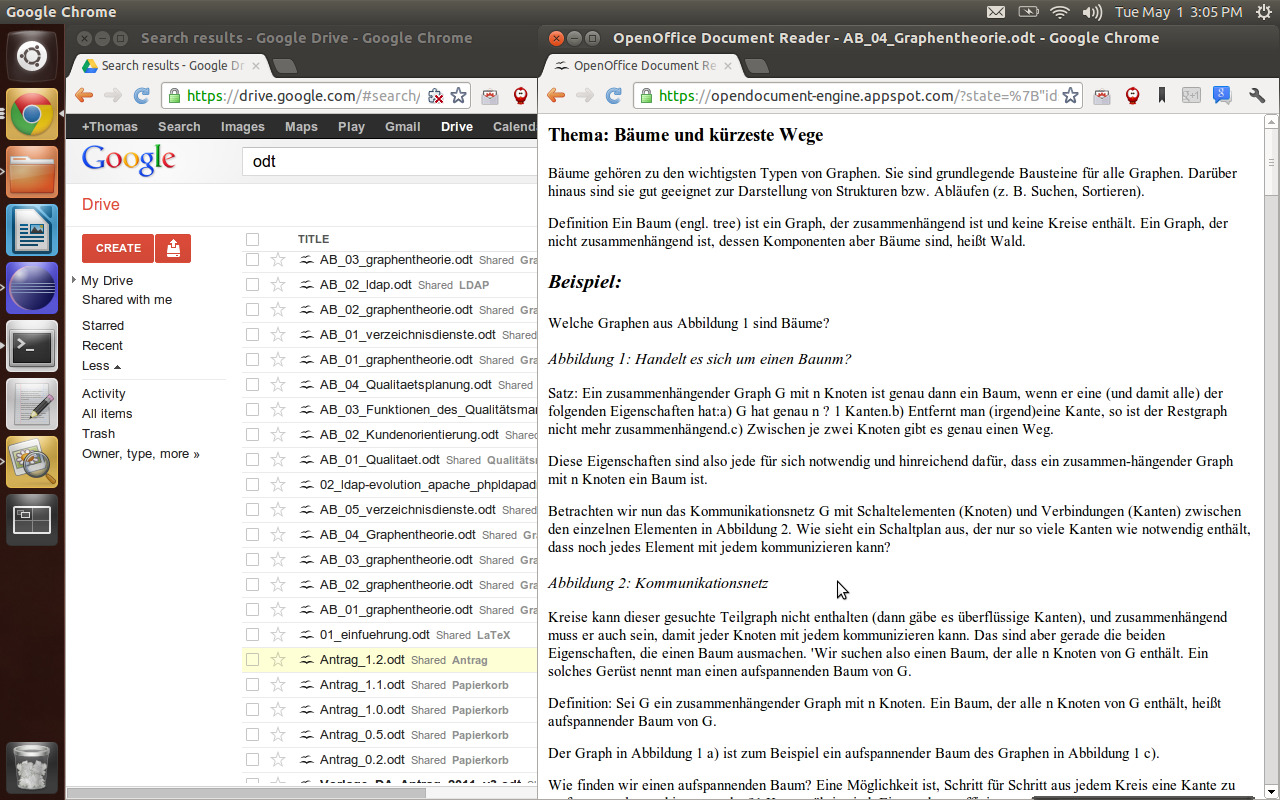 Google Chrome
Tue May 1 3:05 PM
Search results - Google Drive - Google Chrome
Search results - Google Dr
https://drive.google.com/#search/
+Thomas Search Images Maps Play Gmail Drive Calenda
Google
odt
Drive
CREATE
My Drive
Shared with me
Starred
Recent
Less
Activity
All items
Trash
Owner, type, more »
TITLE
AB_03_graphentheorie.odt Shared Gra
AB_02_ldap.odt Shared LDAP
AB_02_graphentheorie.odt Shared Gra
AB_01_verzeichnisdienste.odt Shared
AB_01_graphentheorie.odt Shared Gra
AB_04_Qualitaetsplanung.odt Shared
AB_03_Funktionen_des_Qualitätsmar
AB_02_Kundenorientierung.odt Shared
AB_01_Qualitaet.odt Shared Qualitäts
02_ldap-evolution_apache_phpldapadr
AB_05_verzeichnisdienste.odt Shared
AB_04_Graphentheorie.odt Shared Gra
AB_03_graphentheorie.odt Shared Gra
AB_02_graphentheorie.odt Shared Gra
AB_01_graphentheorie.odt Shared Gra
01_einfuehrung.odt Shared LaTeX
Antrag_1.2.odt Shared Antrag
Antrag_1.1.odt Shared Papierkorb
Antrag_1.0.odt Shared Papierkorb
Antrag_0.5.odt Shared Papierkorb
Antrag_0.2.odt Shared Papierkorb
OpenOffice Document Reader - AB_04_Graphentheorie.odt - Google Chrome
OpenOffice Document Re
https://opendocument-engine.appspot.com/?state=%7B"id
Thema: Bäume und kürzeste Wege
Bäume gehören zu den wichtigsten Typen von Graphen. Sie sind grundlegende Bausteine für alle Graphen. Darüber
hinaus sind sie gut geeignet zur Darstellung von Strukturen bzw. Abläufen (z. B. Suchen, Sortieren).
Definition Ein Baum (engl. tree) ist ein Graph, der zusammenhängend ist und keine Kreise enthält. Ein Graph, der
nicht zusammenhängend ist, dessen Komponenten aber Bäume sind, heißt Wald.
Beispiel:
Welche Graphen aus Abbildung 1 sind Bäume?
Abbildung 1: Handelt es sich um einen Baunm?
Satz: Ein zusammenhängender Graph G mit n Knoten ist genau dann ein Baum, wenn er eine (und damit alle) der
folgenden Eigenschaften hat:a) G hat genau n ? 1 Kanten.b) Entfernt man (irgend)eine Kante, so ist der Restgraph
nicht mehr zusammenhängend.c) Zwischen je zwei Knoten gibt es genau einen Weg.
Diese Eigenschaften sind also jede für sich notwendig und hinreichend dafür, dass ein zusammen-hängender Graph
mit n Knoten ein Baum ist.
Betrachten wir nun das Kommunikationsnetz G mit Schaltelementen (Knoten) und Verbindungen (Kanten) zwischen
den einzelnen Elementen in Abbildung 2. Wie sieht ein Schaltplan aus, der nur so viele Kanten wie notwendig enthält,
dass noch jedes Element mit jedem kommunizieren kann?
Abbildung 2: Kommunikationsnetz
Kreise kann dieser gesuchte Teilgraph nicht enthalten (dann gäbe es überflüssige Kanten), und zusammenhängend
muss er auch sein, damit jeder Knoten mit jedem kommunizieren kann. Das sind aber gerade die beiden
Eigenschaften, die einen Baum ausmachen. 'Wir suchen also einen Baum, der alle n Knoten von G enthält. Ein
solches Gerüst nennt man einen aufspannenden Baum von G.
Definition: Sei G ein zusammenhängender Graph mit n Knoten. Ein Baum, der alle n Knoten von G enthält, heißt
aufspannender Baum von G.
Der Graph in Abbildung 1 a) ist zum Beispiel ein aufspannender Baum des Graphen in Abbildung 1 c).
Wie finden wir einen aufspannenden Baum? Eine Möglichkeit ist, Schritt für Schritt aus jedem Kreis eine Kante zu